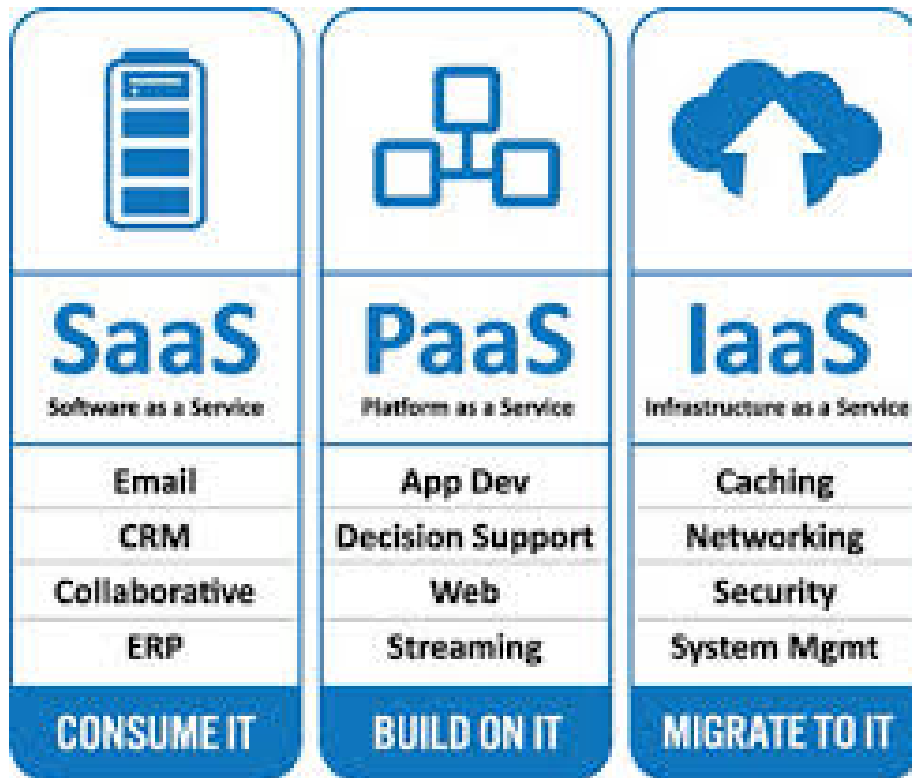 SaaS
Software as a Service
Email
CRM
Collaborative
ERP
CONSUME IT
PaaS
Platform as a Service
App Dev
Decision Support
Web
Streaming
BUILD ON IT
IaaS
Infrastructure as a Service
Caching
Networking
Security
System Mgmt
MIGRATE TO IT